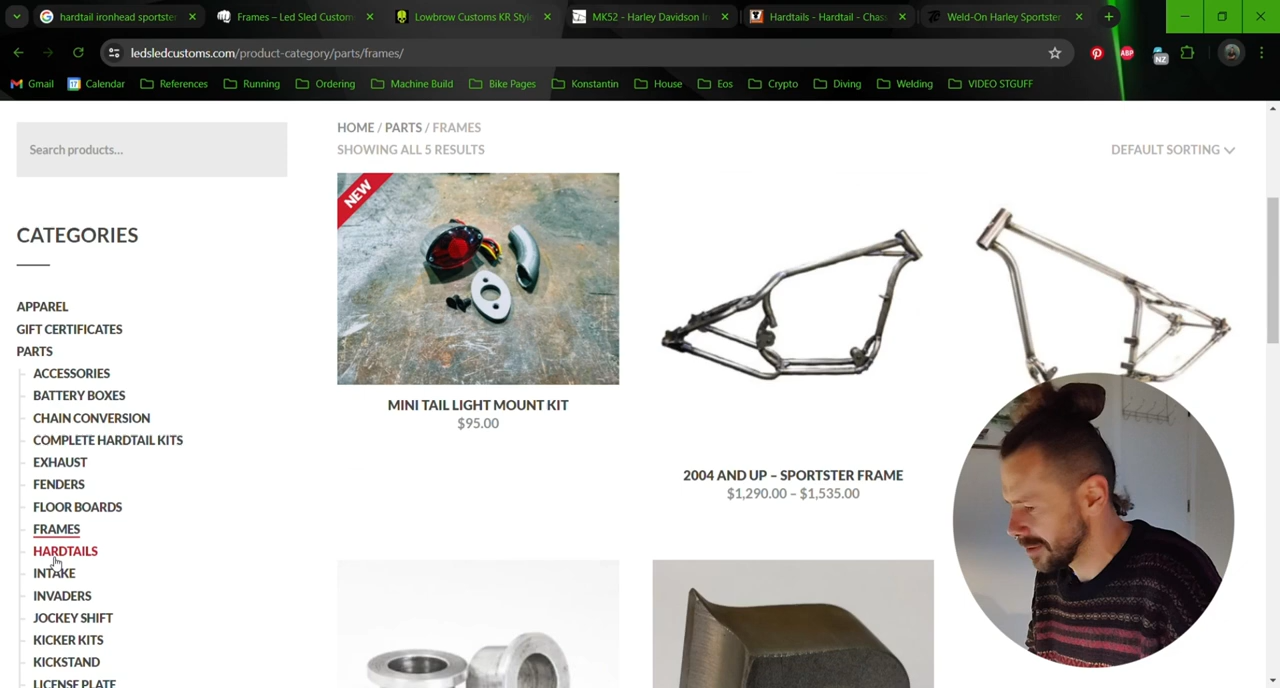 hardtail ironhead sportster
Frames – Led Sled Custom
Lowbrow Customs KR Style
MK52 - Harley Davidson In
Hardtails - Hardtail - Chass
Weld-On Harley Sportster
ledsledcustoms.com/product-category/parts/frames/
ABP
NZ
Gmail
Calendar
References
Running
Ordering
Machine Build
Bike Pages
Konstantin
House
Eos
Crypto
Diving
Welding
VIDEO STGUFF
Search products...
HOME / PARTS / FRAMES
SHOWING ALL 5 RESULTS
DEFAULT SORTING
NEW
CATEGORIES
APPAREL
GIFT CERTIFICATES
PARTS
ACCESSORIES
BATTERY BOXES
CHAIN CONVERSION
COMPLETE HARDTAIL KITS
EXHAUST
FENDERS
FLOOR BOARDS
FRAMES
HARDTAILS
INTAKE
INVADERS
JOCKEY SHIFT
KICKER KITS
KICKSTAND
LICENSE PLATE
MINI TAIL LIGHT MOUNT KIT
$95.00
2004 AND UP – SPORTSTER FRAME
$1,290.00 – $1,535.00